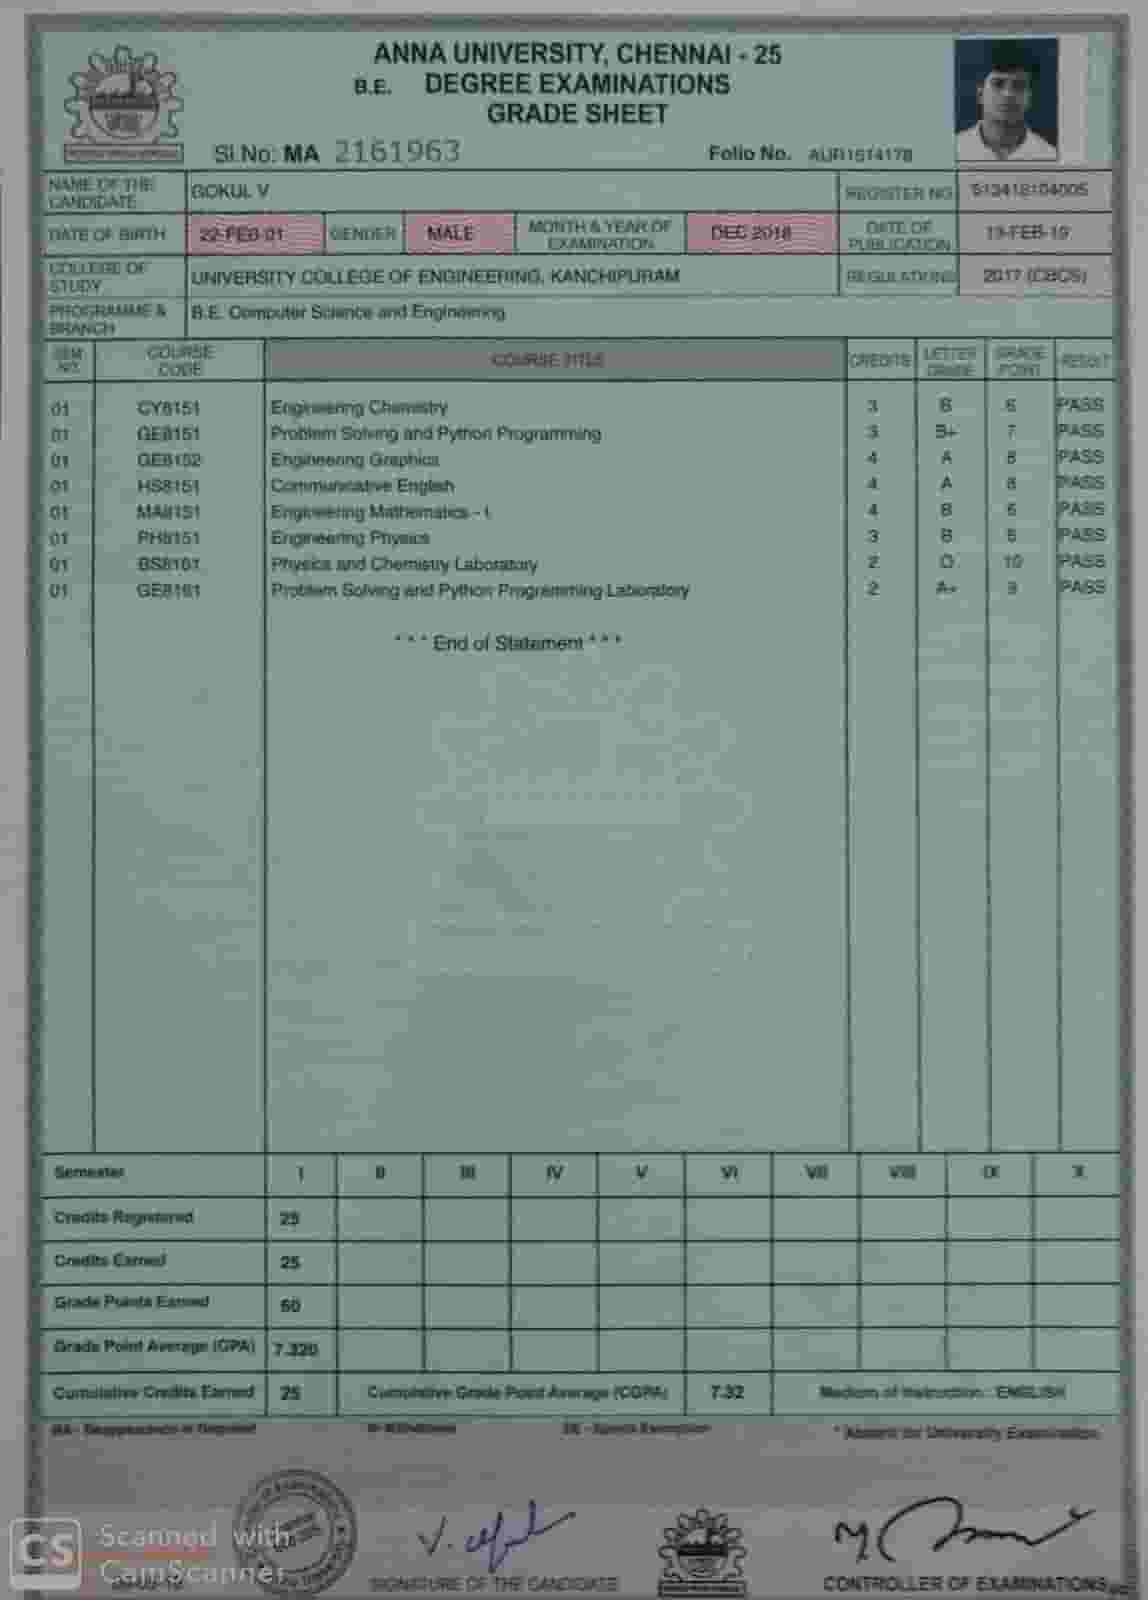 ANNA UNIVERSITY, CHENNAI - 25
B.E. DEGREE EXAMINATIONS
GRADE SHEET
Sl.No: MA 2161963 Folio No.
NAME OF THE CANDIDATE GOKUL V REGISTER NO 513418104005
DATE OF BIRTH 22-FEB-01 GENDER MALE MONTH & YEAR OF EXAMINATION DEC 2018 DATE OF PUBLICATION 19-FEB-19
COLLEGE OF STUDY UNIVERSITY COLLEGE OF ENGINEERING, KANCHIPURAM REGULATIONS 2017 (CBCS)
PROGRAMME & BRANCH B.E. Computer Science and Engineering
SEM NO. COURSE CODE COURSE TITLE CREDITS LETTER GRADE GRADE POINT RESULT
01 CY8151 Engineering Chemistry 3 B 6 PASS
01 GE8151 Problem Solving and Python Programming 3 B+ 7 PASS
01 GE8152 Engineering Graphics 4 A 8 PASS
01 HS8151 Communicative English 4 A 8 PASS
01 MA8151 Engineering Mathematics - I 4 B 6 PASS
01 PH8151 Engineering Physics 3 B 6 PASS
01 BS8161 Physics and Chemistry Laboratory 2 O 10 PASS
01 GE8161 Problem Solving and Python Programming Laboratory 2 A+ 9 PASS
* * * End of Statement * * *
Semester I II III IV V VI VII VIII IX X
Credits Registered 25
Credits Earned 25
Grade Points Earned 60
Grade Point Average (GPA) 7.320
Cumulative Credits Earned 25 Cumulative Grade Point Average (CGPA) 7.32 Medium of Instruction : ENGLISH
RA - Reappearance is Required W-Withdrawal SE - Sports Exemption * Absent for University Examination
V.
SIGNATURE OF THE CANDIDATE CONTROLLER OF EXAMINATIONS
CS Scanned with
CamScanner